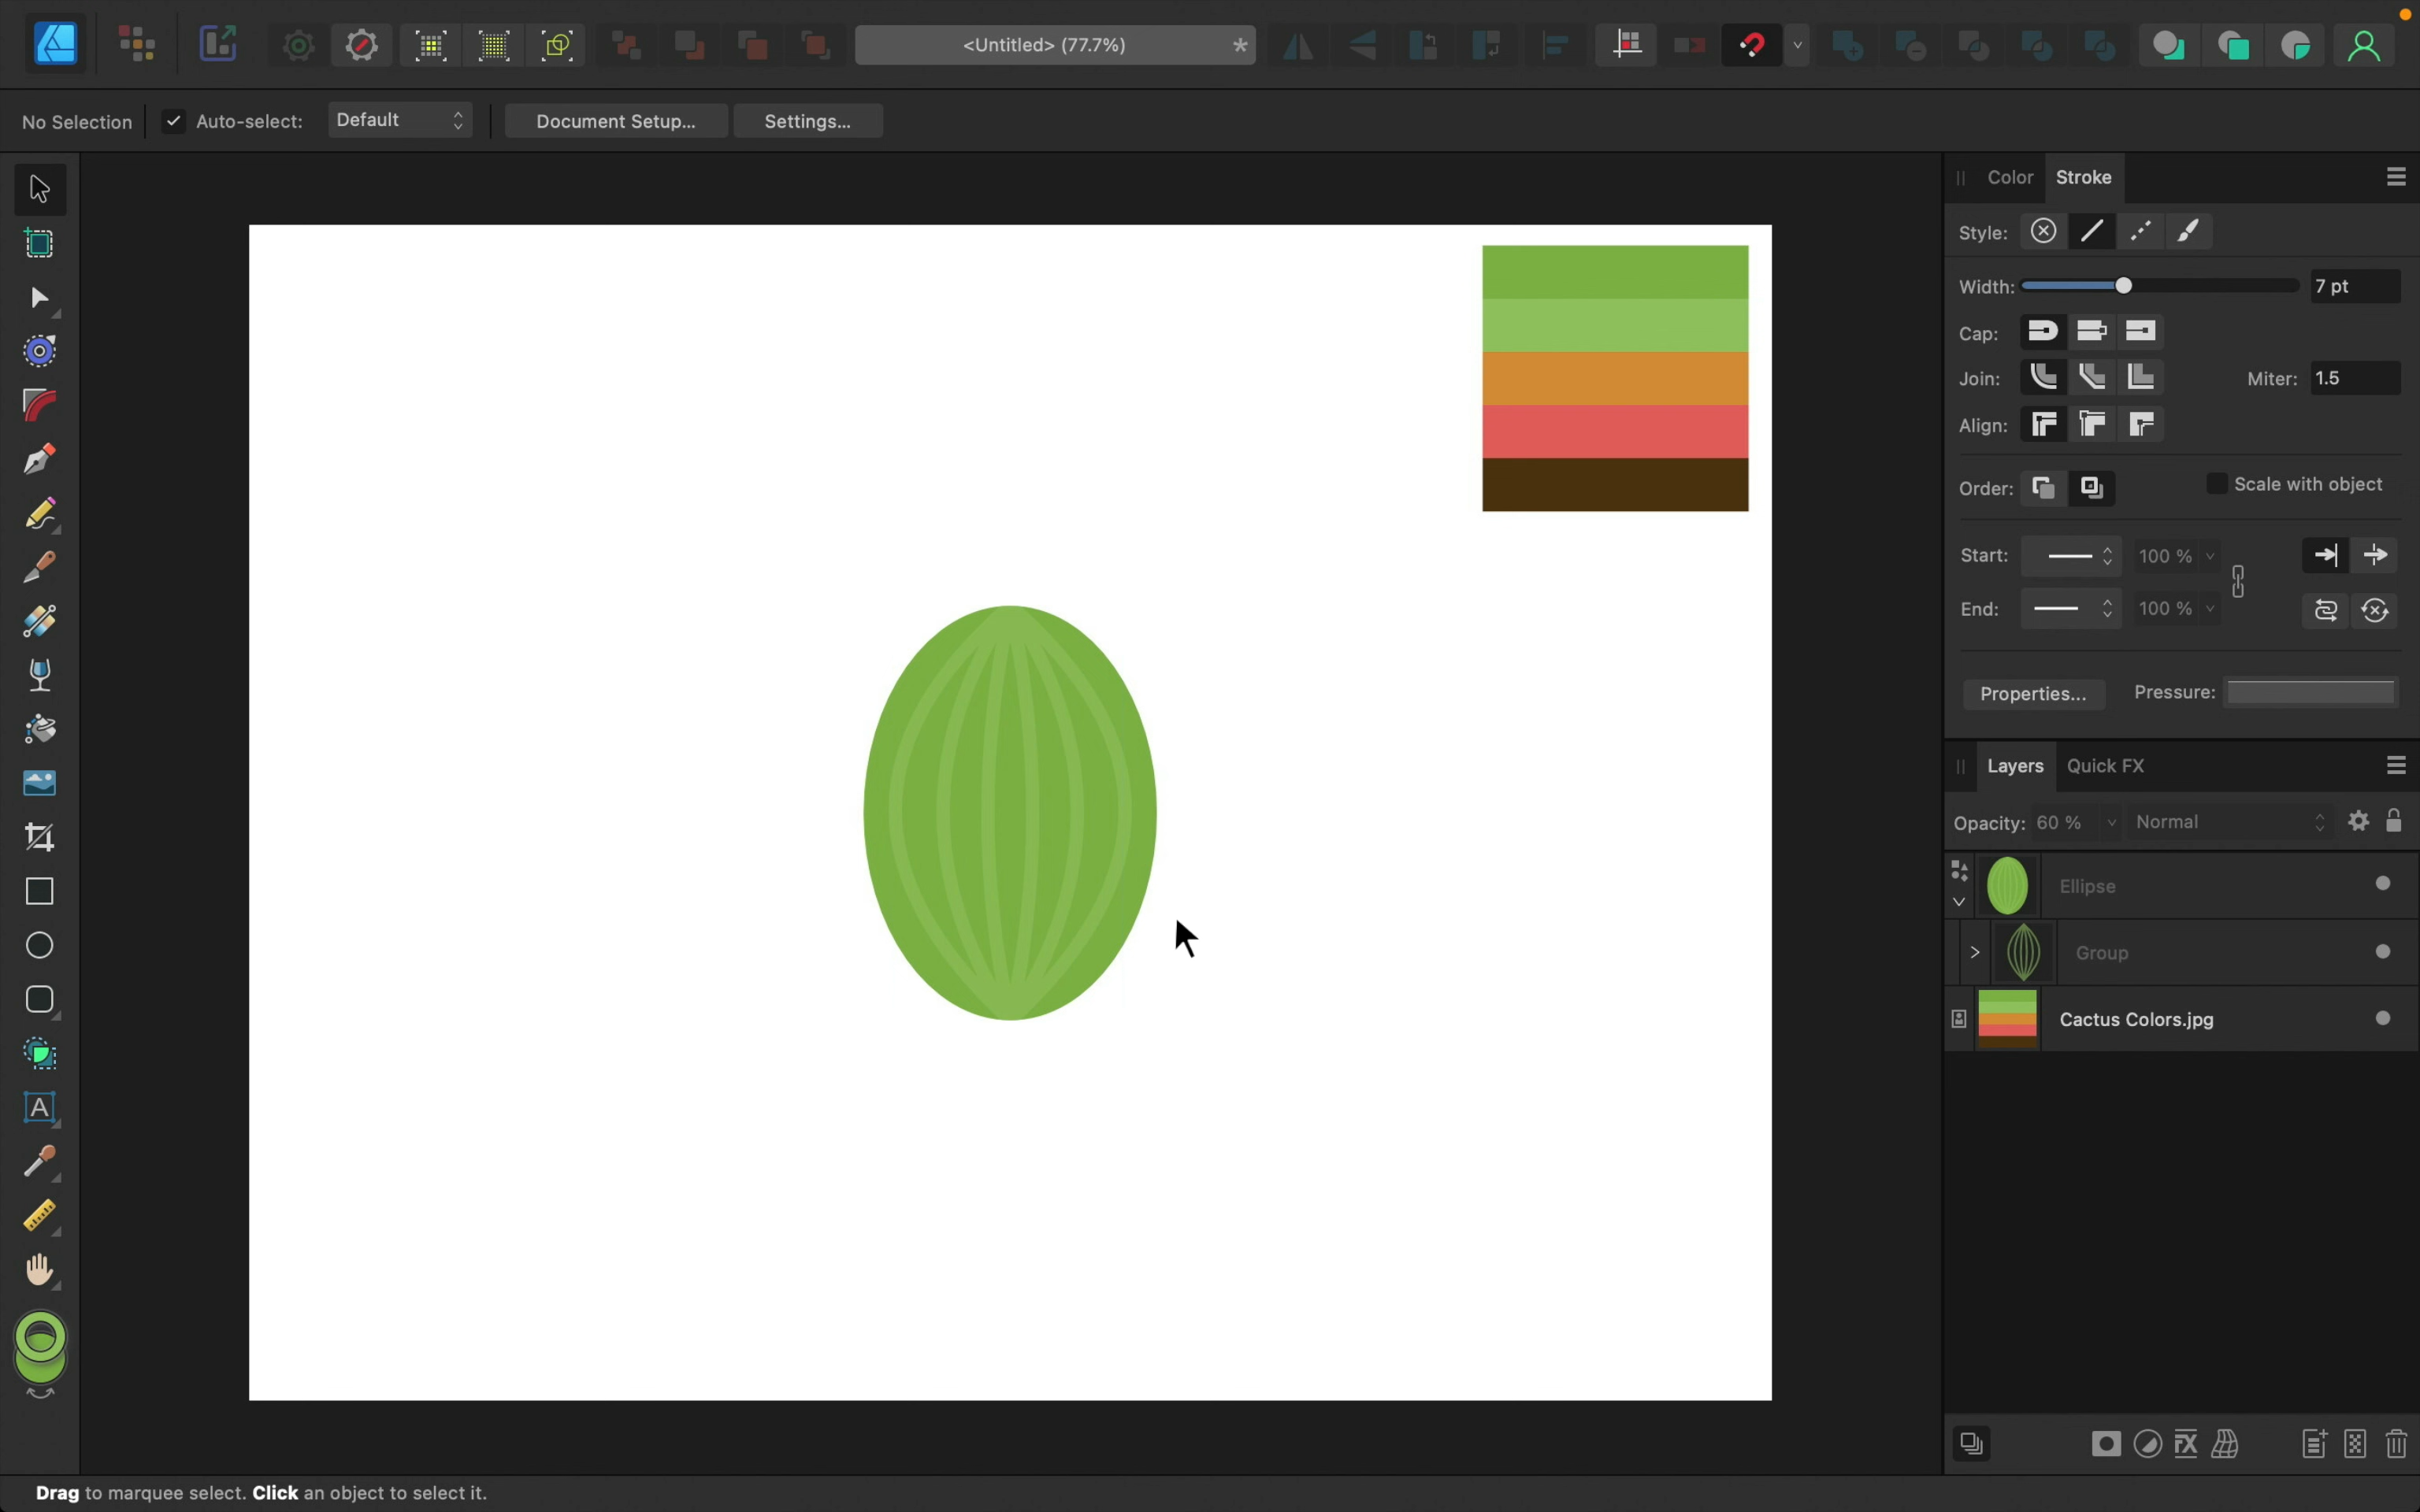 <Untitled> (77.7%) *
No Selection Auto-select: Default Document Setup... Settings...
Color Stroke
Style:
Width: 7 pt
Cap:
Join: Miter: 1.5
Align:
Order: Scale with object
Start: 100 %
End: 100 %
Properties... Pressure:
Layers Quick FX
Opacity: 60 % Normal
Ellipse
Group
Cactus Colors.jpg
A
FX
Drag to marquee select. Click an object to select it.